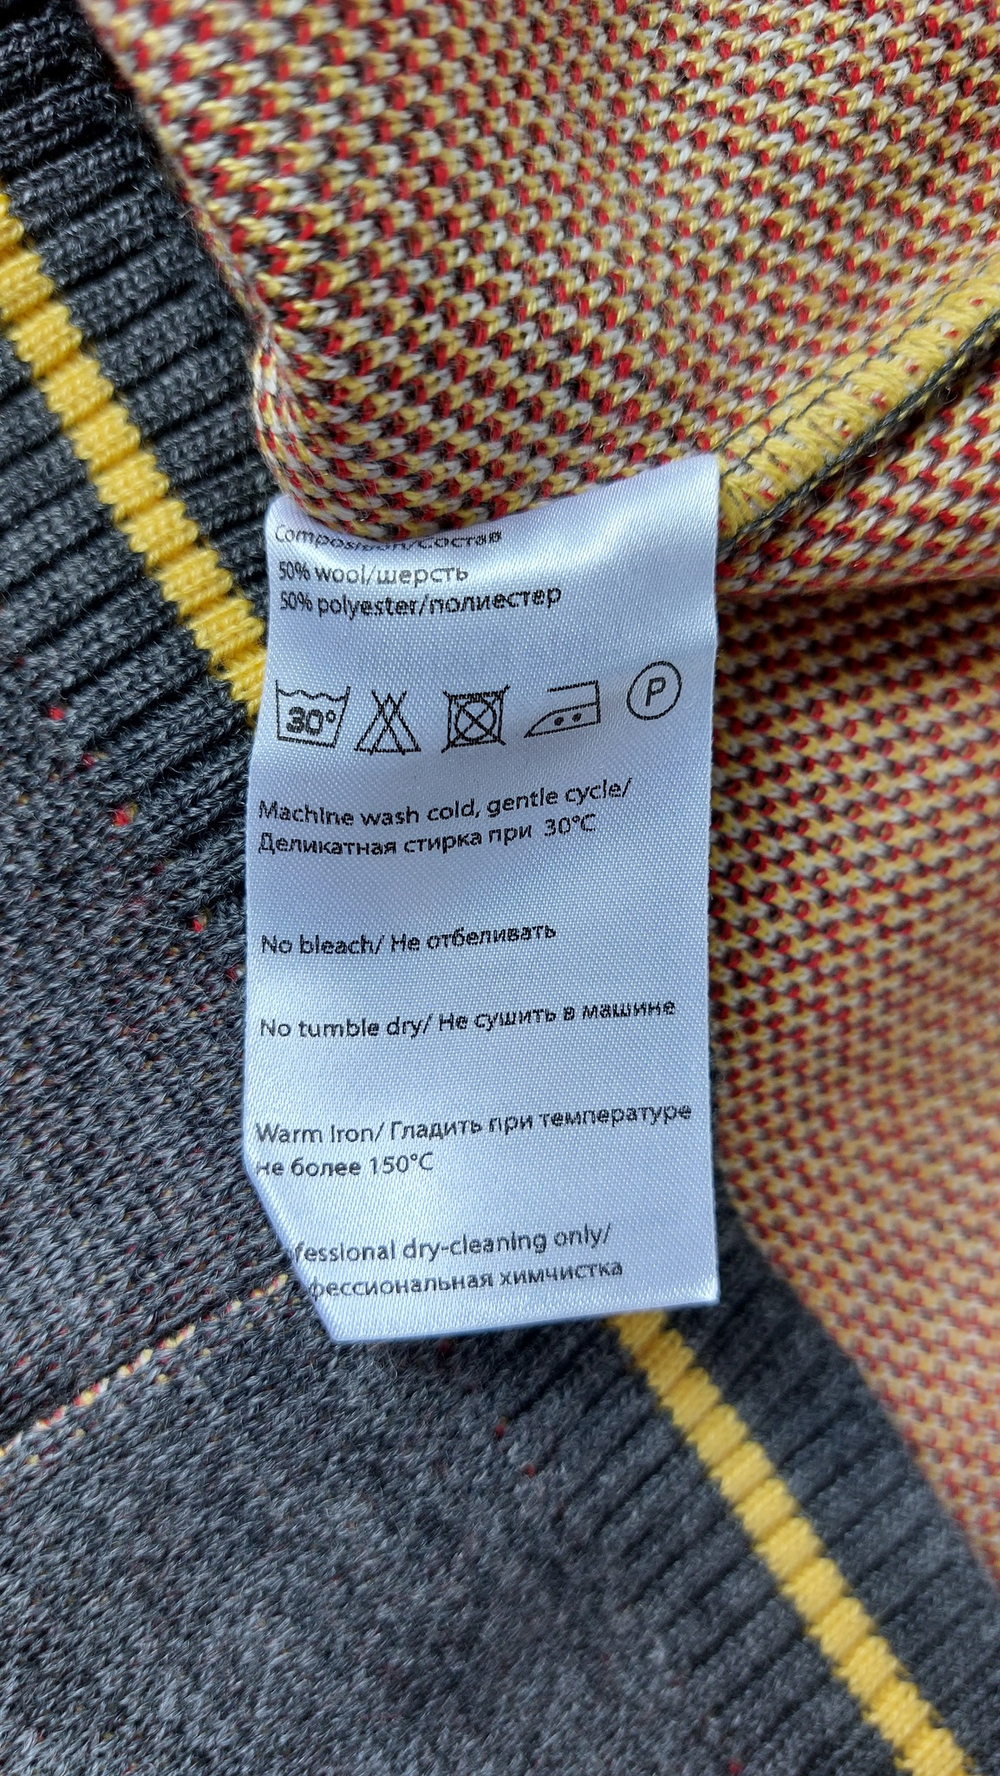 Composition/Состав
50% wool/шерсть
50% polyester/полиестер
30° P
Machine wash cold, gentle cycle/
Деликатная стирка при 30°C
No bleach/ Не отбеливать
No tumble dry/ Не сушить в машине
Warm Iron/ Гладить при температуре
не более 150°C
fessional dry-cleaning only/
фессиональная химчистка